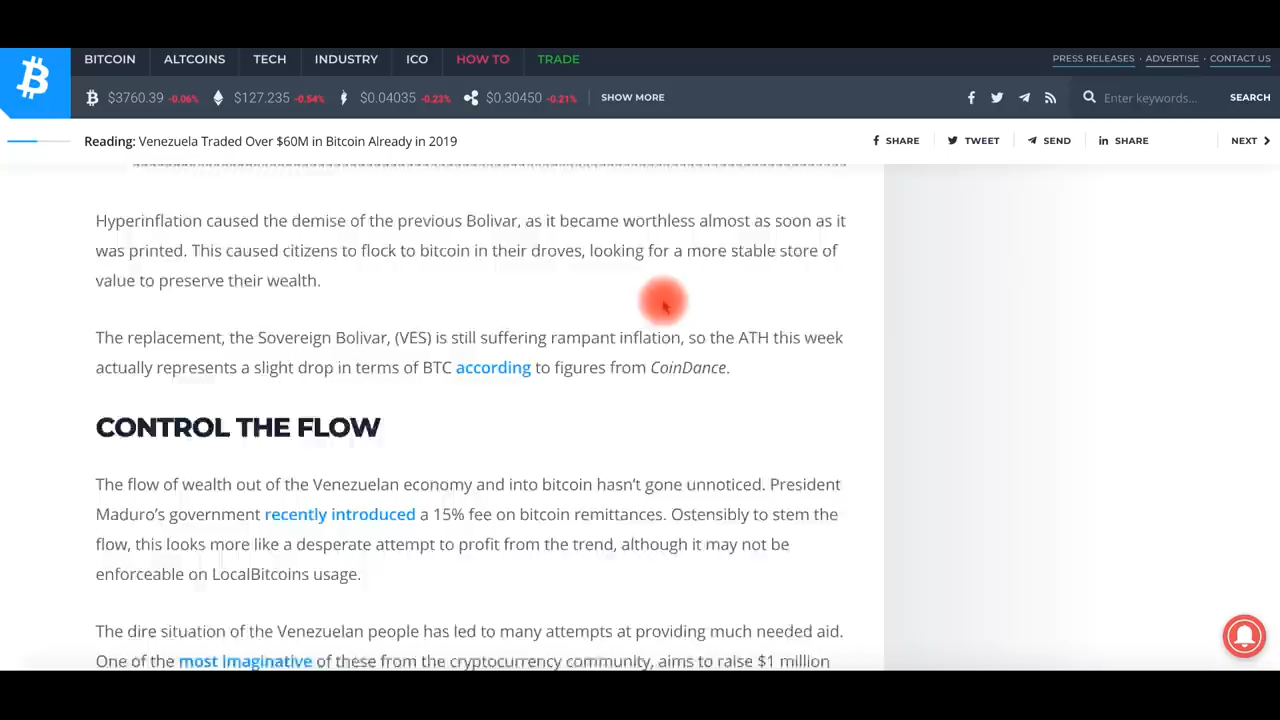 BITCOIN ALTCOINS TECH INDUSTRY ICO HOW TO TRADE PRESS RELEASES · ADVERTISE · CONTACT US
$3760.39 -0.06% $127.235 -0.54% $0.04035 -0.23% $0.30450 -0.21% SHOW MORE Enter keywords... SEARCH
Reading: Venezuela Traded Over $60M in Bitcoin Already in 2019 SHARE TWEET SEND SHARE NEXT
Hyperinflation caused the demise of the previous Bolivar, as it became worthless almost as soon as it
was printed. This caused citizens to flock to bitcoin in their droves, looking for a more stable store of
value to preserve their wealth.
The replacement, the Sovereign Bolivar, (VES) is still suffering rampant inflation, so the ATH this week
actually represents a slight drop in terms of BTC according to figures from CoinDance.
CONTROL THE FLOW
The flow of wealth out of the Venezuelan economy and into bitcoin hasn't gone unnoticed. President
Maduro's government recently introduced a 15% fee on bitcoin remittances. Ostensibly to stem the
flow, this looks more like a desperate attempt to profit from the trend, although it may not be
enforceable on LocalBitcoins usage.
The dire situation of the Venezuelan people has led to many attempts at providing much needed aid.
One of the most imaginative of these from the cryptocurrency community, aims to raise $1 million